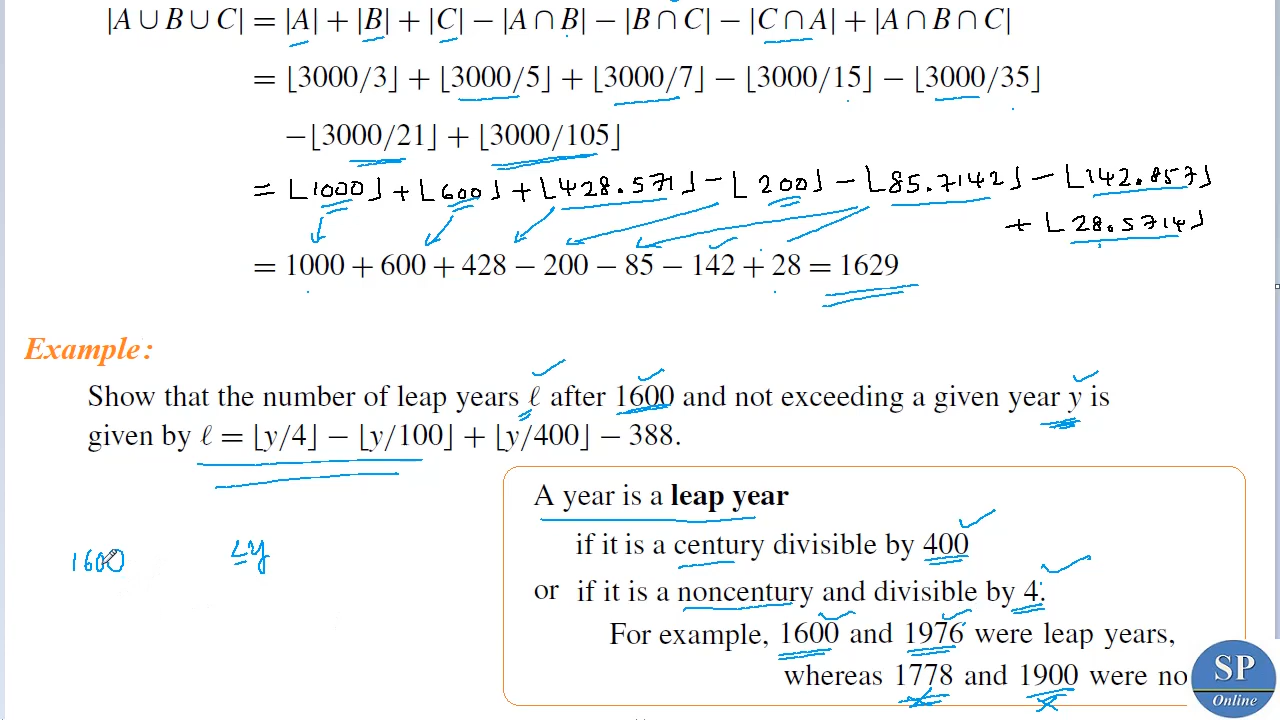 |A ∪ B ∪ C| = |A| + |B| + |C| − |A ∩ B| − |B ∩ C| − |C ∩ A| + |A ∩ B ∩ C|
= ⌊3000/3⌋ + ⌊3000/5⌋ + ⌊3000/7⌋ − ⌊3000/15⌋ − ⌊3000/35⌋
−⌊3000/21⌋ + ⌊3000/105⌋
= ⌊1000⌋ + ⌊600⌋ + ⌊428.571⌋ − ⌊200⌋ − ⌊85.7142⌋ − ⌊142.857⌋
+ ⌊28.5714⌋
= 1000 + 600 + 428 − 200 − 85 − 142 + 28 = 1629
Example:
Show that the number of leap years ℓ after 1600 and not exceeding a given year y is
given by ℓ = ⌊y/4⌋ − ⌊y/100⌋ + ⌊y/400⌋ − 388.
A year is a leap year
if it is a century divisible by 400
or if it is a noncentury and divisible by 4.
For example, 1600 and 1976 were leap years,
whereas 1778 and 1900 were no
1600 ≤y
SP
Online